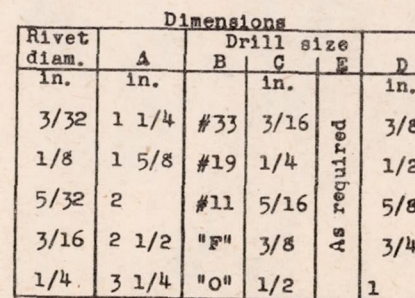 Dimensions
Rivet Drill size
diam. A B C E D
in. in. in. in.
3/32 1 1/4 #33 3/16 As required 3/8
1/8 1 5/8 #19 1/4 1/2
5/32 2 #11 5/16 5/8
3/16 2 1/2 "F" 3/8 3/4
1/4 3 1/4 "O" 1/2 1